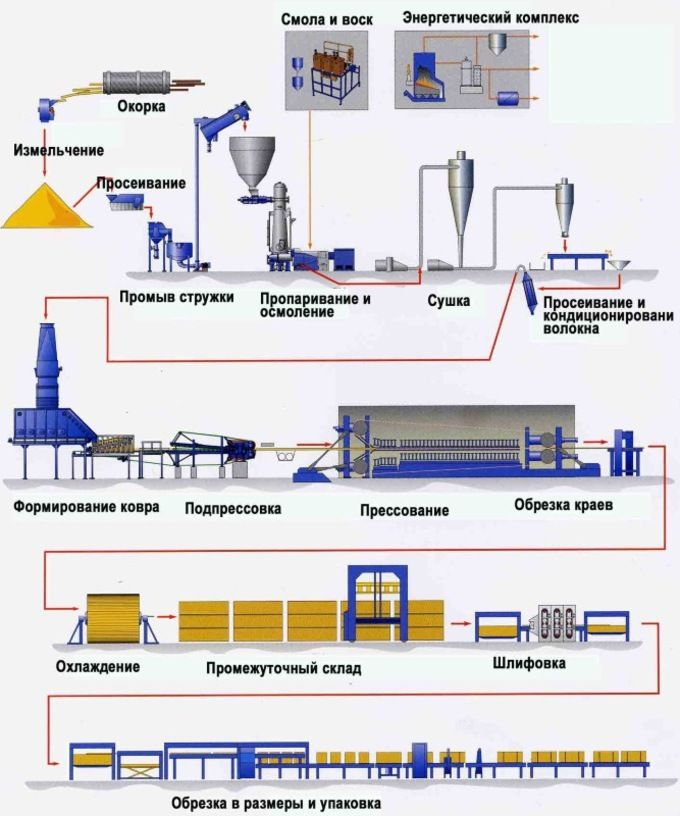 Смола и воск
Энергетический комплекс
Окорка
Измельчение
Просеивание
Промыв стружки
Пропаривание и
осмоление
Сушка
Просеивание и
кондиционировани
волокна
Формирование ковра
Подпрессовка
Прессование
Обрезка краев
Охлаждение
Промежуточный склад
Шлифовка
Обрезка в размеры и упаковка